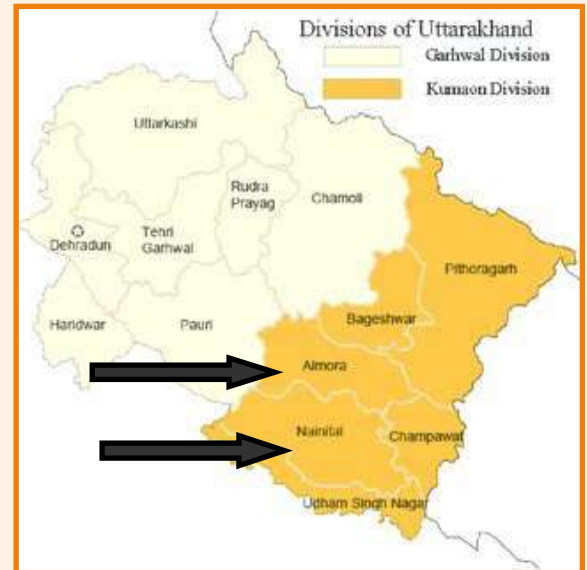 Divisions of Uttarakhand
Garhwal Division
Kumaon Division
Uttarkashi
Rudra
Prayag
Chamoli
Tehri
Garhwal
Dehradun
Pithoragarh
Haridwar
Pauri
Bageshwar
Almora
Nainital
Champawat
Udham Singh Nagar